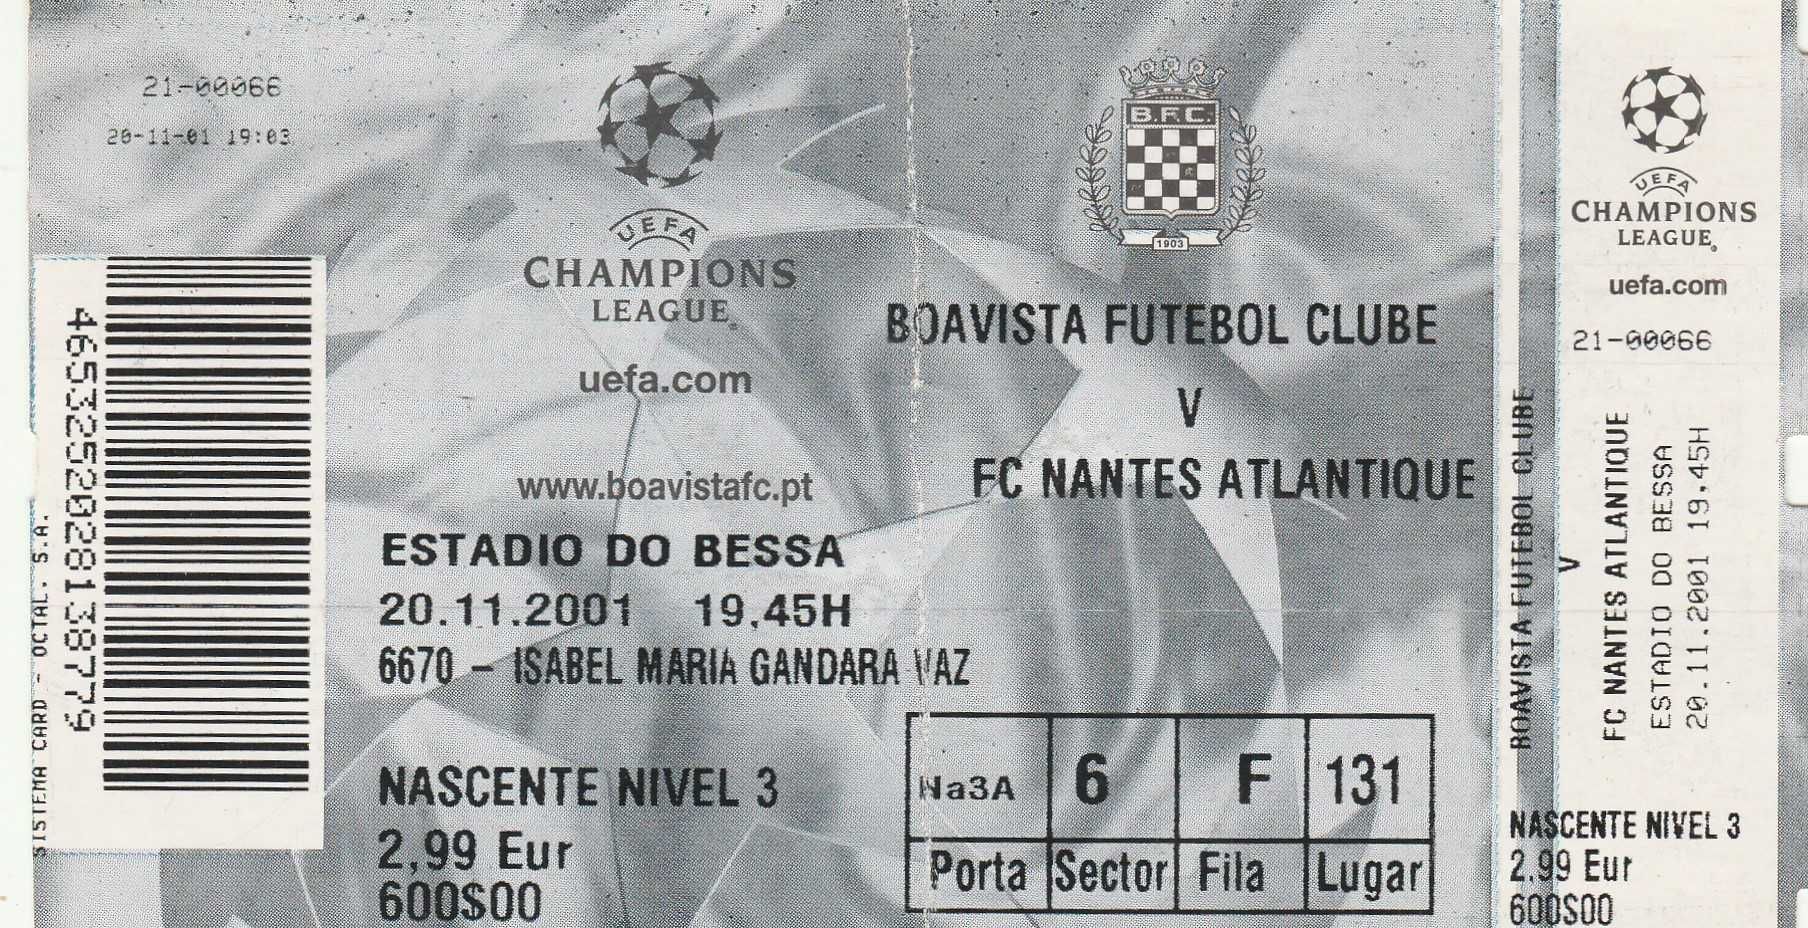 21-00066
20-11-01 19:03
UEFA
CHAMPIONS
LEAGUE
uefa.com
www.boavistafc.pt
B.F.C.
1903
BOAVISTA FUTEBOL CLUBE
V
FC NANTES ATLANTIQUE
ESTADIO DO BESSA
20.11.2001 19,45H
6670 - ISABEL MARIA GANDARA VAZ
NASCENTE NIVEL 3
2,99 Eur
600$00
Na3A 6 F 131
Porta Sector Fila Lugar
4653252028138779
SISTEMA CARD - OCTAL. S.A.
UEFA
CHAMPIONS
LEAGUE
uefa.com
21-00066
BOAVISTA FUTEBOL CLUBE
V
FC NANTES ATLANTIQUE
ESTADIO DO BESSA
20.11.2001 19,45H
NASCENTE NIVEL 3
2,99 Eur
600$00